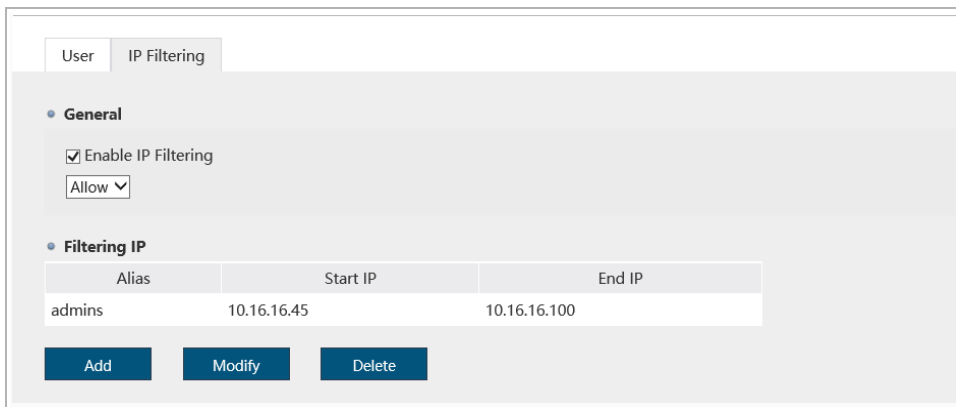 User IP Filtering
General
Enable IP Filtering
Allow
Filtering IP
Alias Start IP End IP
admins 10.16.16.45 10.16.16.100
Add Modify Delete